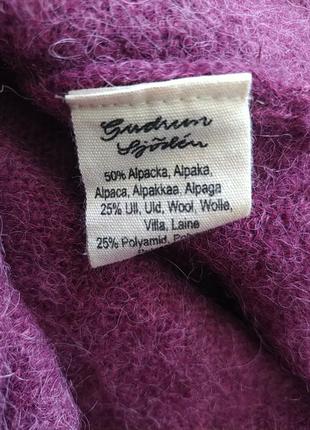 Gudrun
Sjödén
50% Alpacka, Alpaka,
Alpaca, Alpakkaa, Alpaga
25% Ull, Uld, Wool, Wolle,
Villa, Laine
25% Polyamid,